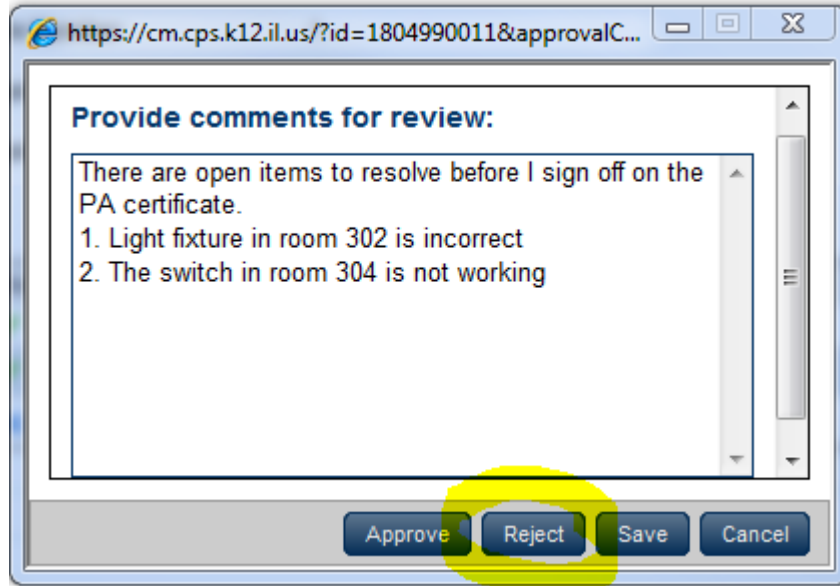 https://cm.cps.k12.il.us/?id=1804990011&approvalC...
Provide comments for review:
There are open items to resolve before I sign off on the
PA certificate.
1. Light fixture in room 302 is incorrect
2. The switch in room 304 is not working
Approve Reject Save Cancel